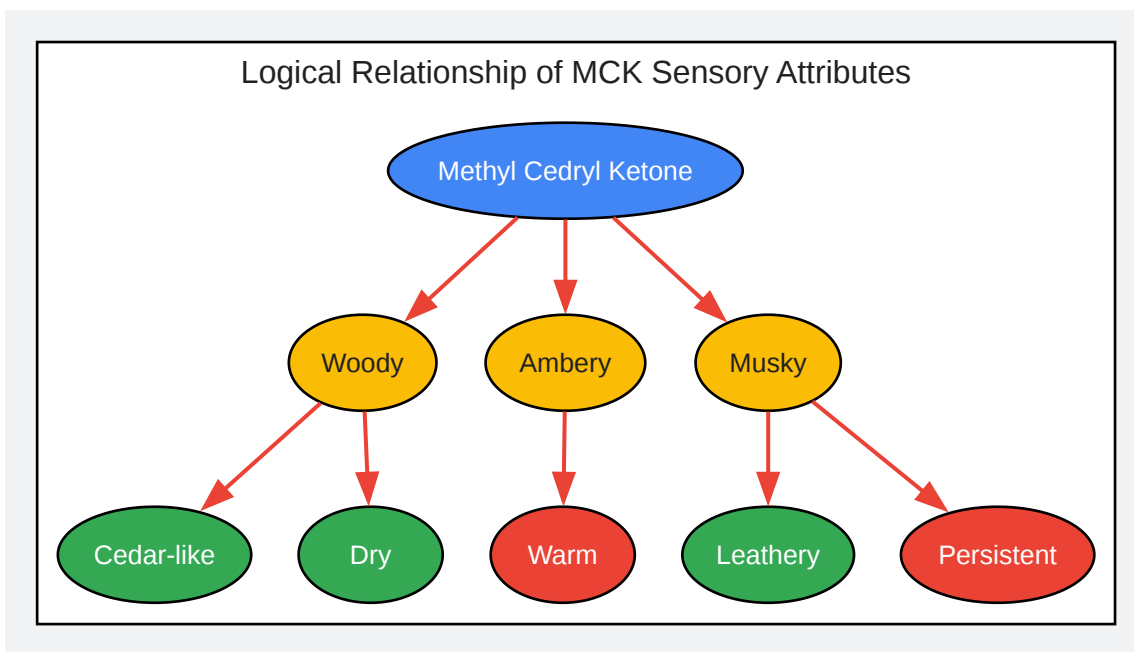 Logical Relationship of MCK Sensory Attributes
Methyl Cedryl Ketone
Woody
Ambery
Musky
Cedar-like
Dry
Warm
Leathery
Persistent